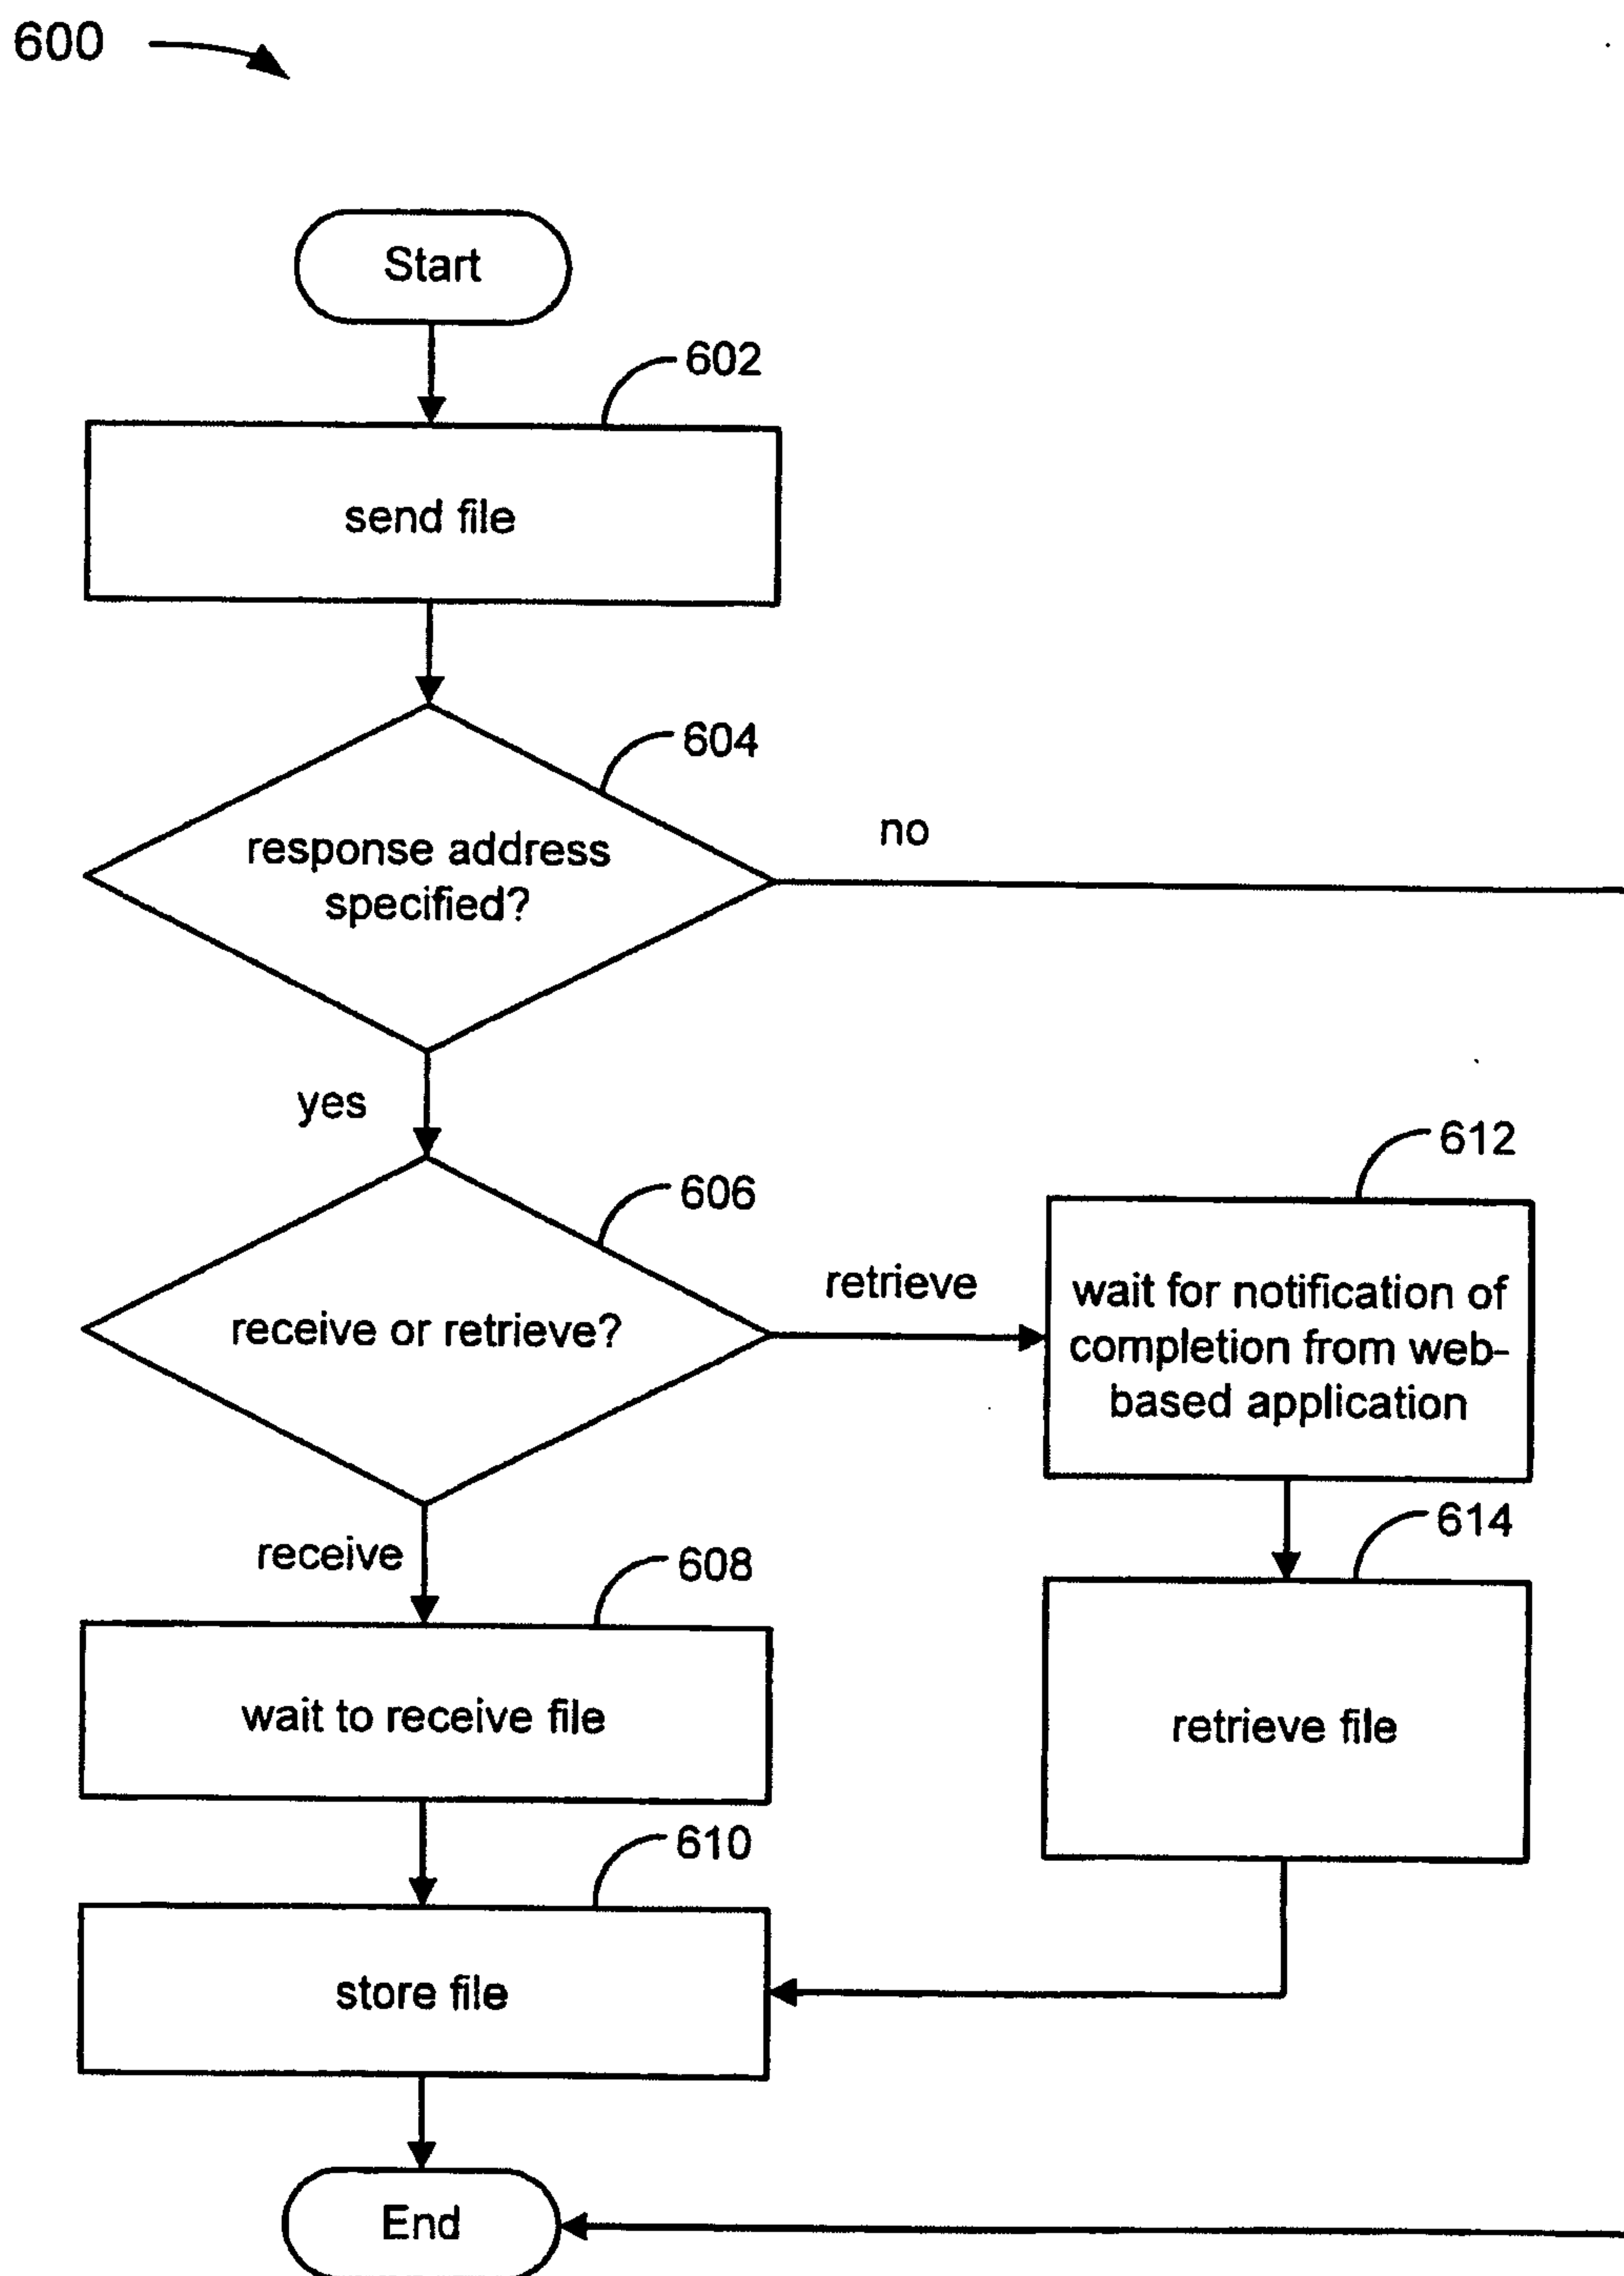 600
Start
602
send file
604
response address
specified?
no
yes
606
receive or retrieve?
retrieve
612
wait for notification of
completion from web-
based application
receive
608
wait to receive file
614
retrieve file
610
store file
End